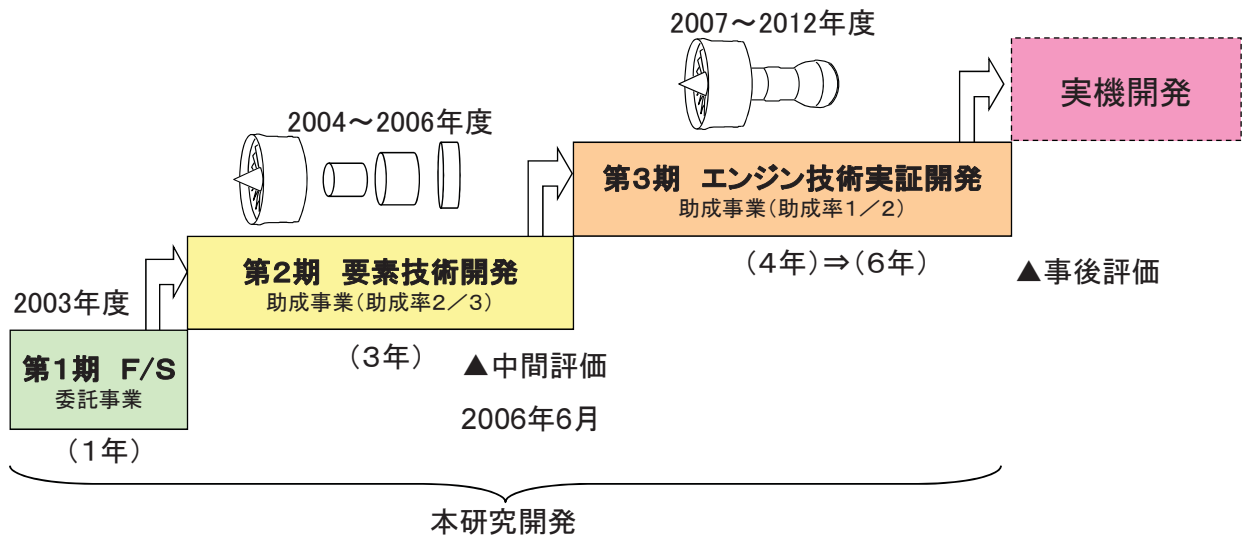 2003年度
第1期 F/S
委託事業
(1年)
2004～2006年度
第2期 要素技術開発
助成事業(助成率2／3)
(3年)
▲中間評価
2006年6月
2007～2012年度
第3期 エンジン技術実証開発
助成事業(助成率1／2)
(4年)⇒(6年)
▲事後評価
実機開発
本研究開発